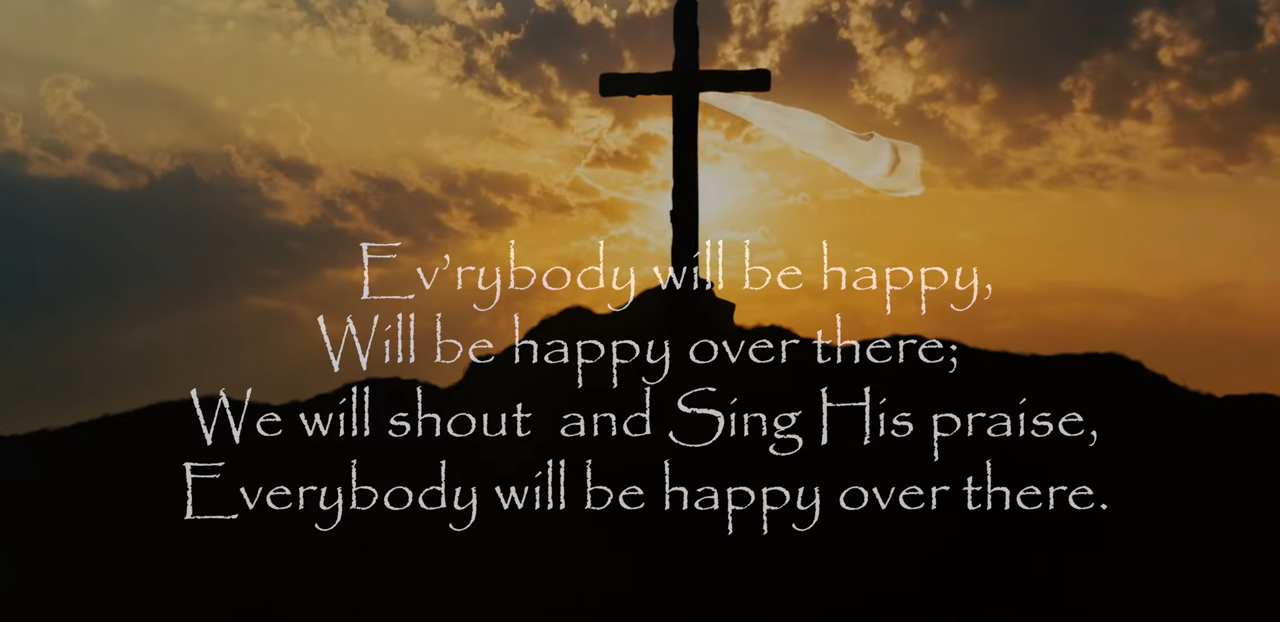 Ev’rybody will be happy,
Will be happy over there;
We will shout and Sing His praise,
Everybody will be happy over there.